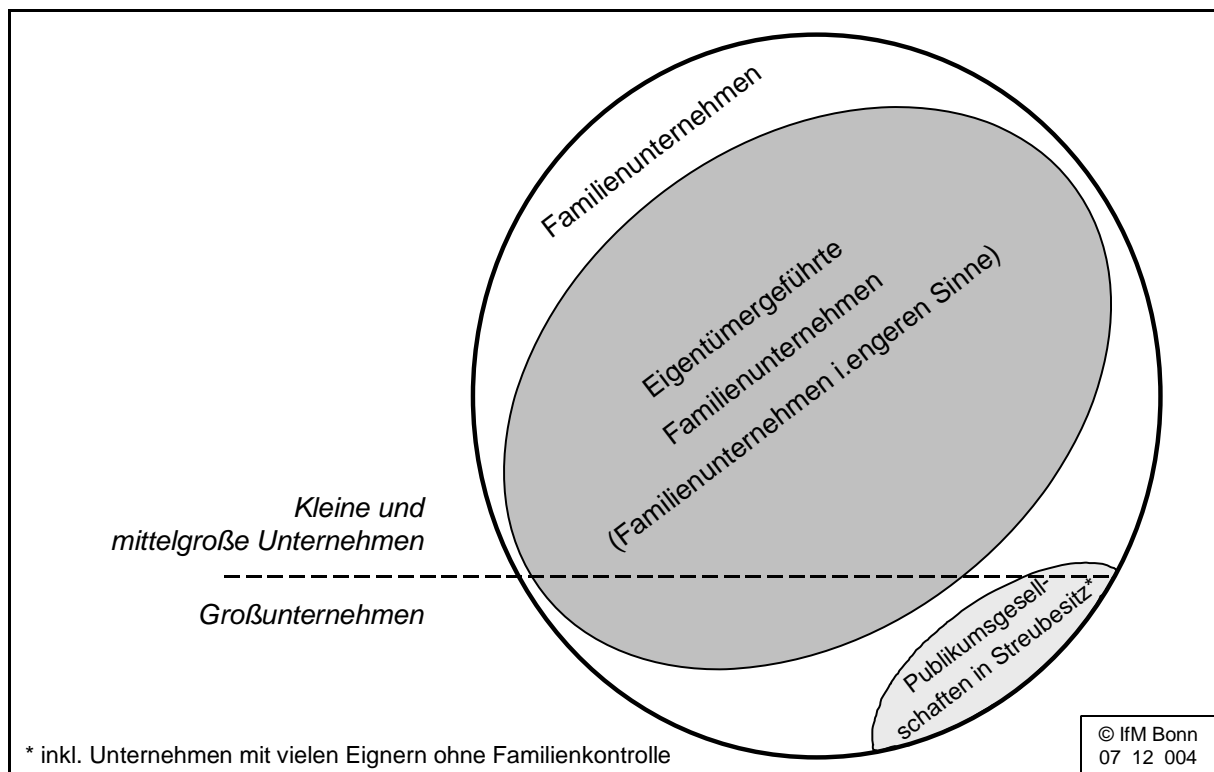 Familienunternehmen
Eigentümergeführte
Familienunternehmen
(Familienunternehmen i.engeren Sinne)
Kleine und
mittelgroße Unternehmen
Großunternehmen
Publikumsgesell-
schaften in Streubesitz*
* inkl. Unternehmen mit vielen Eignern ohne Familienkontrolle
© IfM Bonn
07 12 004